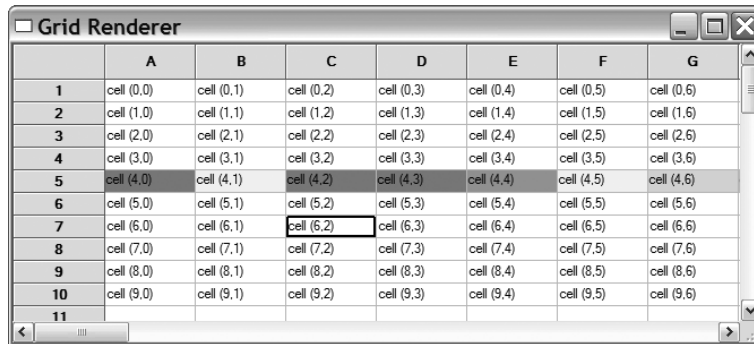 Grid Renderer
A B C D E F G
1 cell (0,0) cell (0,1) cell (0,2) cell (0,3) cell (0,4) cell (0,5) cell (0,6)
2 cell (1,0) cell (1,1) cell (1,2) cell (1,3) cell (1,4) cell (1,5) cell (1,6)
3 cell (2,0) cell (2,1) cell (2,2) cell (2,3) cell (2,4) cell (2,5) cell (2,6)
4 cell (3,0) cell (3,1) cell (3,2) cell (3,3) cell (3,4) cell (3,5) cell (3,6)
5 cell (4,0) cell (4,1) cell (4,2) cell (4,3) cell (4,4) cell (4,5) cell (4,6)
6 cell (5,0) cell (5,1) cell (5,2) cell (5,3) cell (5,4) cell (5,5) cell (5,6)
7 cell (6,0) cell (6,1) cell (6,2) cell (6,3) cell (6,4) cell (6,5) cell (6,6)
8 cell (7,0) cell (7,1) cell (7,2) cell (7,3) cell (7,4) cell (7,5) cell (7,6)
9 cell (8,0) cell (8,1) cell (8,2) cell (8,3) cell (8,4) cell (8,5) cell (8,6)
10 cell (9,0) cell (9,1) cell (9,2) cell (9,3) cell (9,4) cell (9,5) cell (9,6)
11